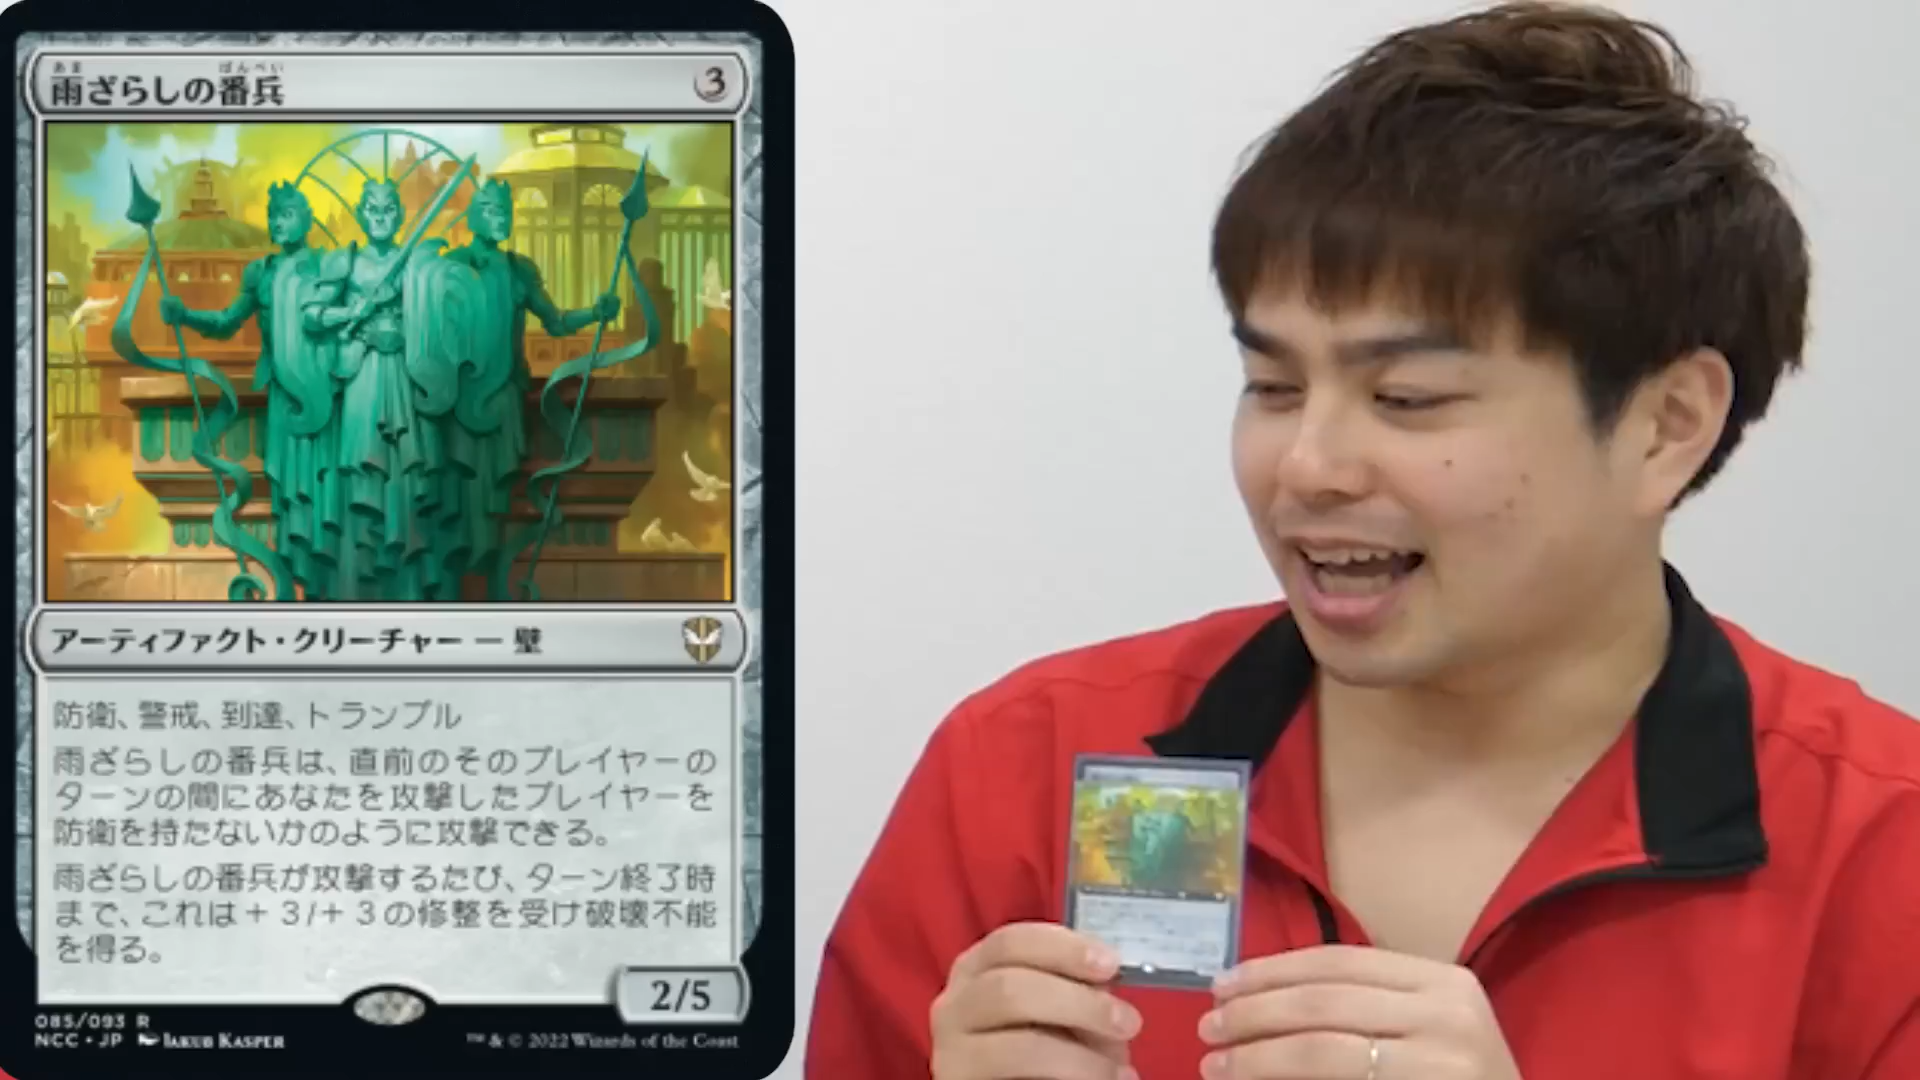 あま ばんぺい
雨ざらしの番兵 3
アーティファクト・クリーチャー — 壁
防衛、警戒、到達、トランプル
雨ざらしの番兵は、直前のそのプレイヤーの
ターンの間にあなたを攻撃したプレイヤーを
防衛を持たないかのように攻撃できる。
雨ざらしの番兵が攻撃するたび、ターン終了時
まで、これは＋３/＋３の修整を受け破壊不能
を得る。
2/5
085/093 R
NCC・JP Jakub Kasper
™ & © 2022 Wizards of the Coast